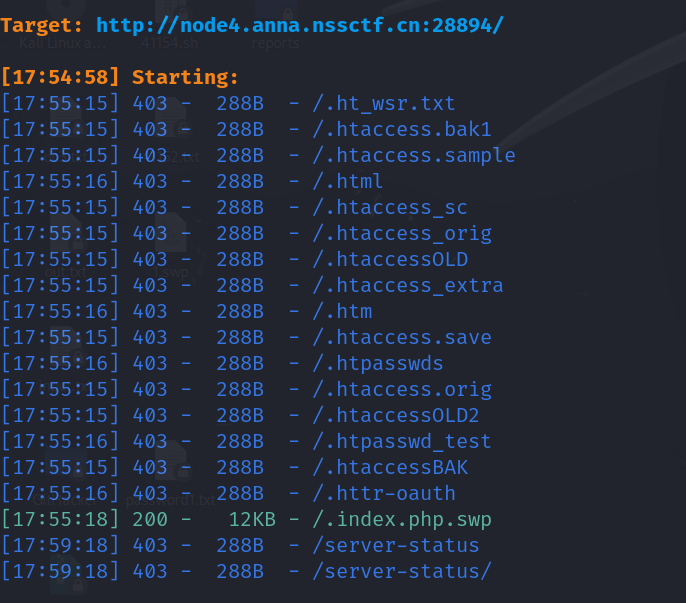 Target: http://node4.anna.nssctf.cn:28894/
Kali Linux a...
41154.sh
reports
[17:54:58] Starting:
[17:55:15] 403 -  288B  - /.ht_wsr.txt
[17:55:15] 403 -  288B  - /.htaccess.bak1
[17:55:15] 403 -  288B  - /.htaccess.sample
[17:55:16] 403 -  288B  - /.html
[17:55:15] 403 -  288B  - /.htaccess_sc
[17:55:15] 403 -  288B  - /.htaccess_orig
[17:55:15] 403 -  288B  - /.htaccessOLD
[17:55:15] 403 -  288B  - /.htaccess_extra
[17:55:16] 403 -  288B  - /.htm
[17:55:15] 403 -  288B  - /.htaccess.save
[17:55:16] 403 -  288B  - /.htpasswds
[17:55:15] 403 -  288B  - /.htaccess.orig
[17:55:15] 403 -  288B  - /.htaccessOLD2
[17:55:16] 403 -  288B  - /.htpasswd_test
[17:55:15] 403 -  288B  - /.htaccessBAK
[17:55:16] 403 -  288B  - /.httr-oauth
[17:55:18] 200 -   12KB - /.index.php.swp
[17:59:18] 403 -  288B  - /server-status
[17:59:18] 403 -  288B  - /server-status/